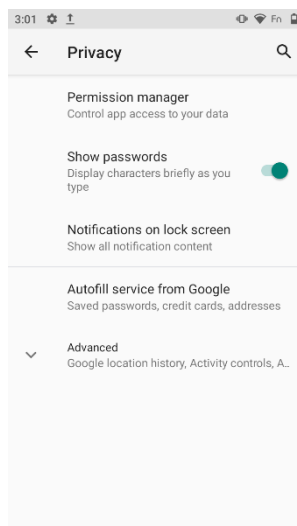 3:01 Fn
Privacy
Permission manager
Control app access to your data
Show passwords
Display characters briefly as you
type
Notifications on lock screen
Show all notification content
Autofill service from Google
Saved passwords, credit cards, addresses
Advanced
Google location history, Activity controls, A..